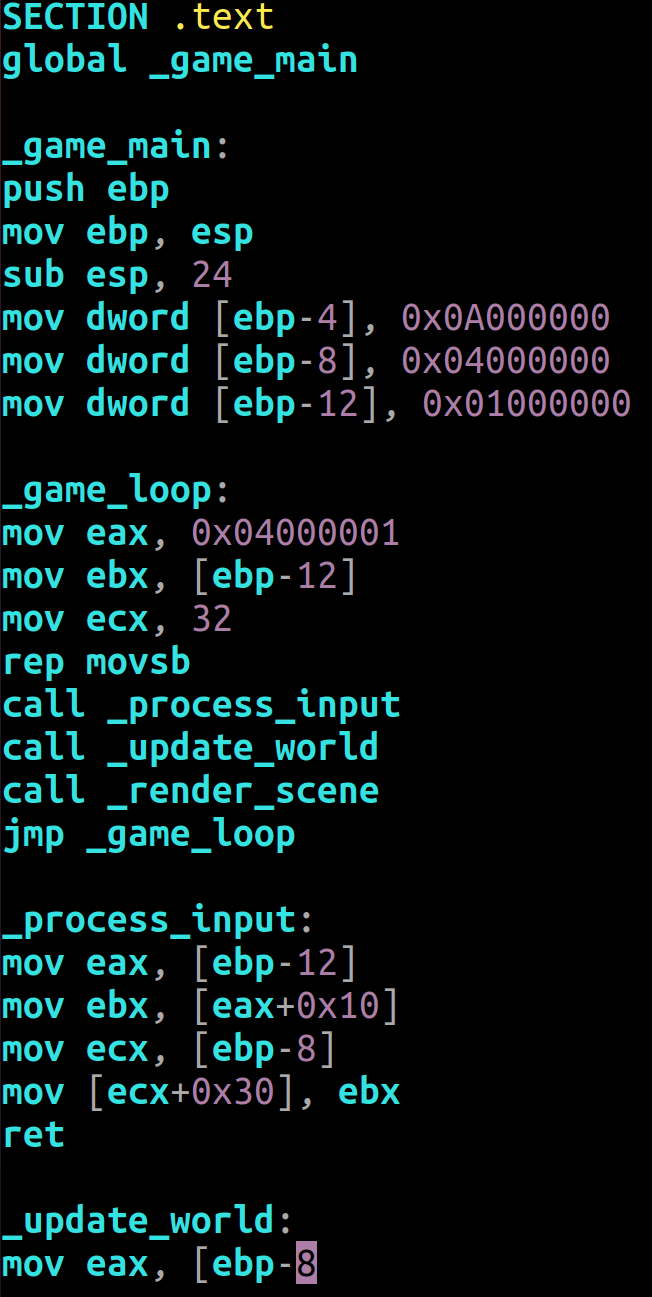 SECTION .text
global _game_main
_game_main:
push ebp
mov ebp, esp
sub esp, 24
mov dword [ebp-4], 0x0A000000
mov dword [ebp-8], 0x04000000
mov dword [ebp-12], 0x01000000
_game_loop:
mov eax, 0x04000001
mov ebx, [ebp-12]
mov ecx, 32
rep movsb
call _process_input
call _update_world
call _render_scene
jmp _game_loop
_process_input:
mov eax, [ebp-12]
mov ebx, [eax+0x10]
mov ecx, [ebp-8]
mov [ecx+0x30], ebx
ret
_update_world:
mov eax, [ebp-8